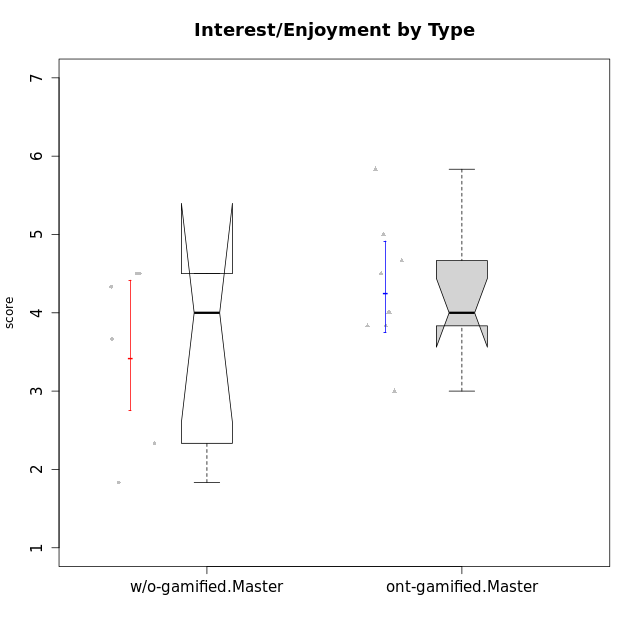 Interest/Enjoyment by Type
7
6
5
4
3
2
1
score
w/o-gamified.Master
ont-gamified.Master